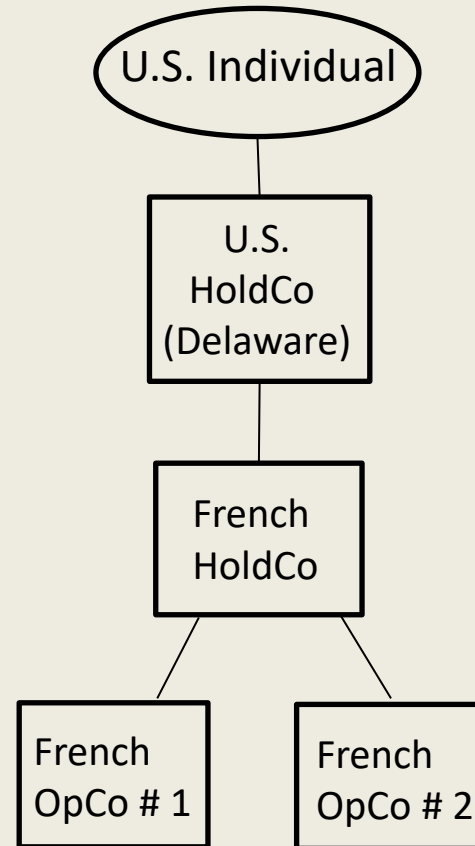 U.S. Individual
U.S.
HoldCo
(Delaware)
French
HoldCo
French
OpCo # 1
French
OpCo # 2